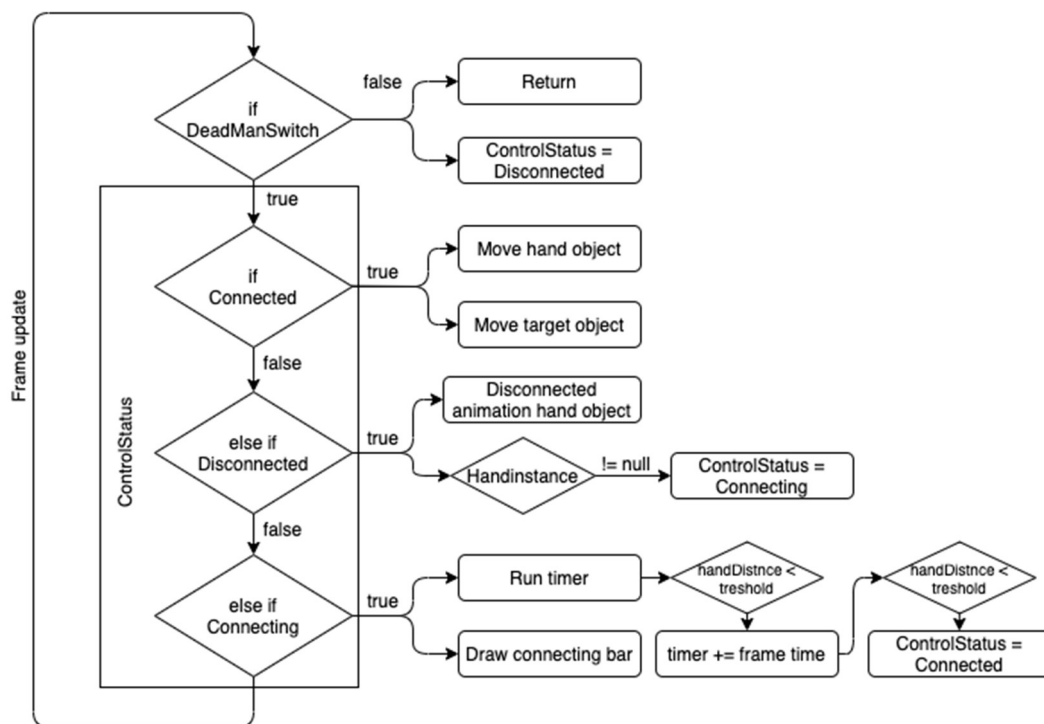 if
DeadManSwitch
false
Return
ControlStatus =
Disconnected
true
if
Connected
true
Move hand object
Move target object
false
Frame update
ControlStatus
else if
Disconnected
true
Disconnected
animation hand object
Handinstance
!= null
ControlStatus =
Connecting
false
else if
Connecting
true
Run timer
handDistnce <
treshold
handDistnce <
treshold
Draw connecting bar
timer += frame time
ControlStatus =
Connected